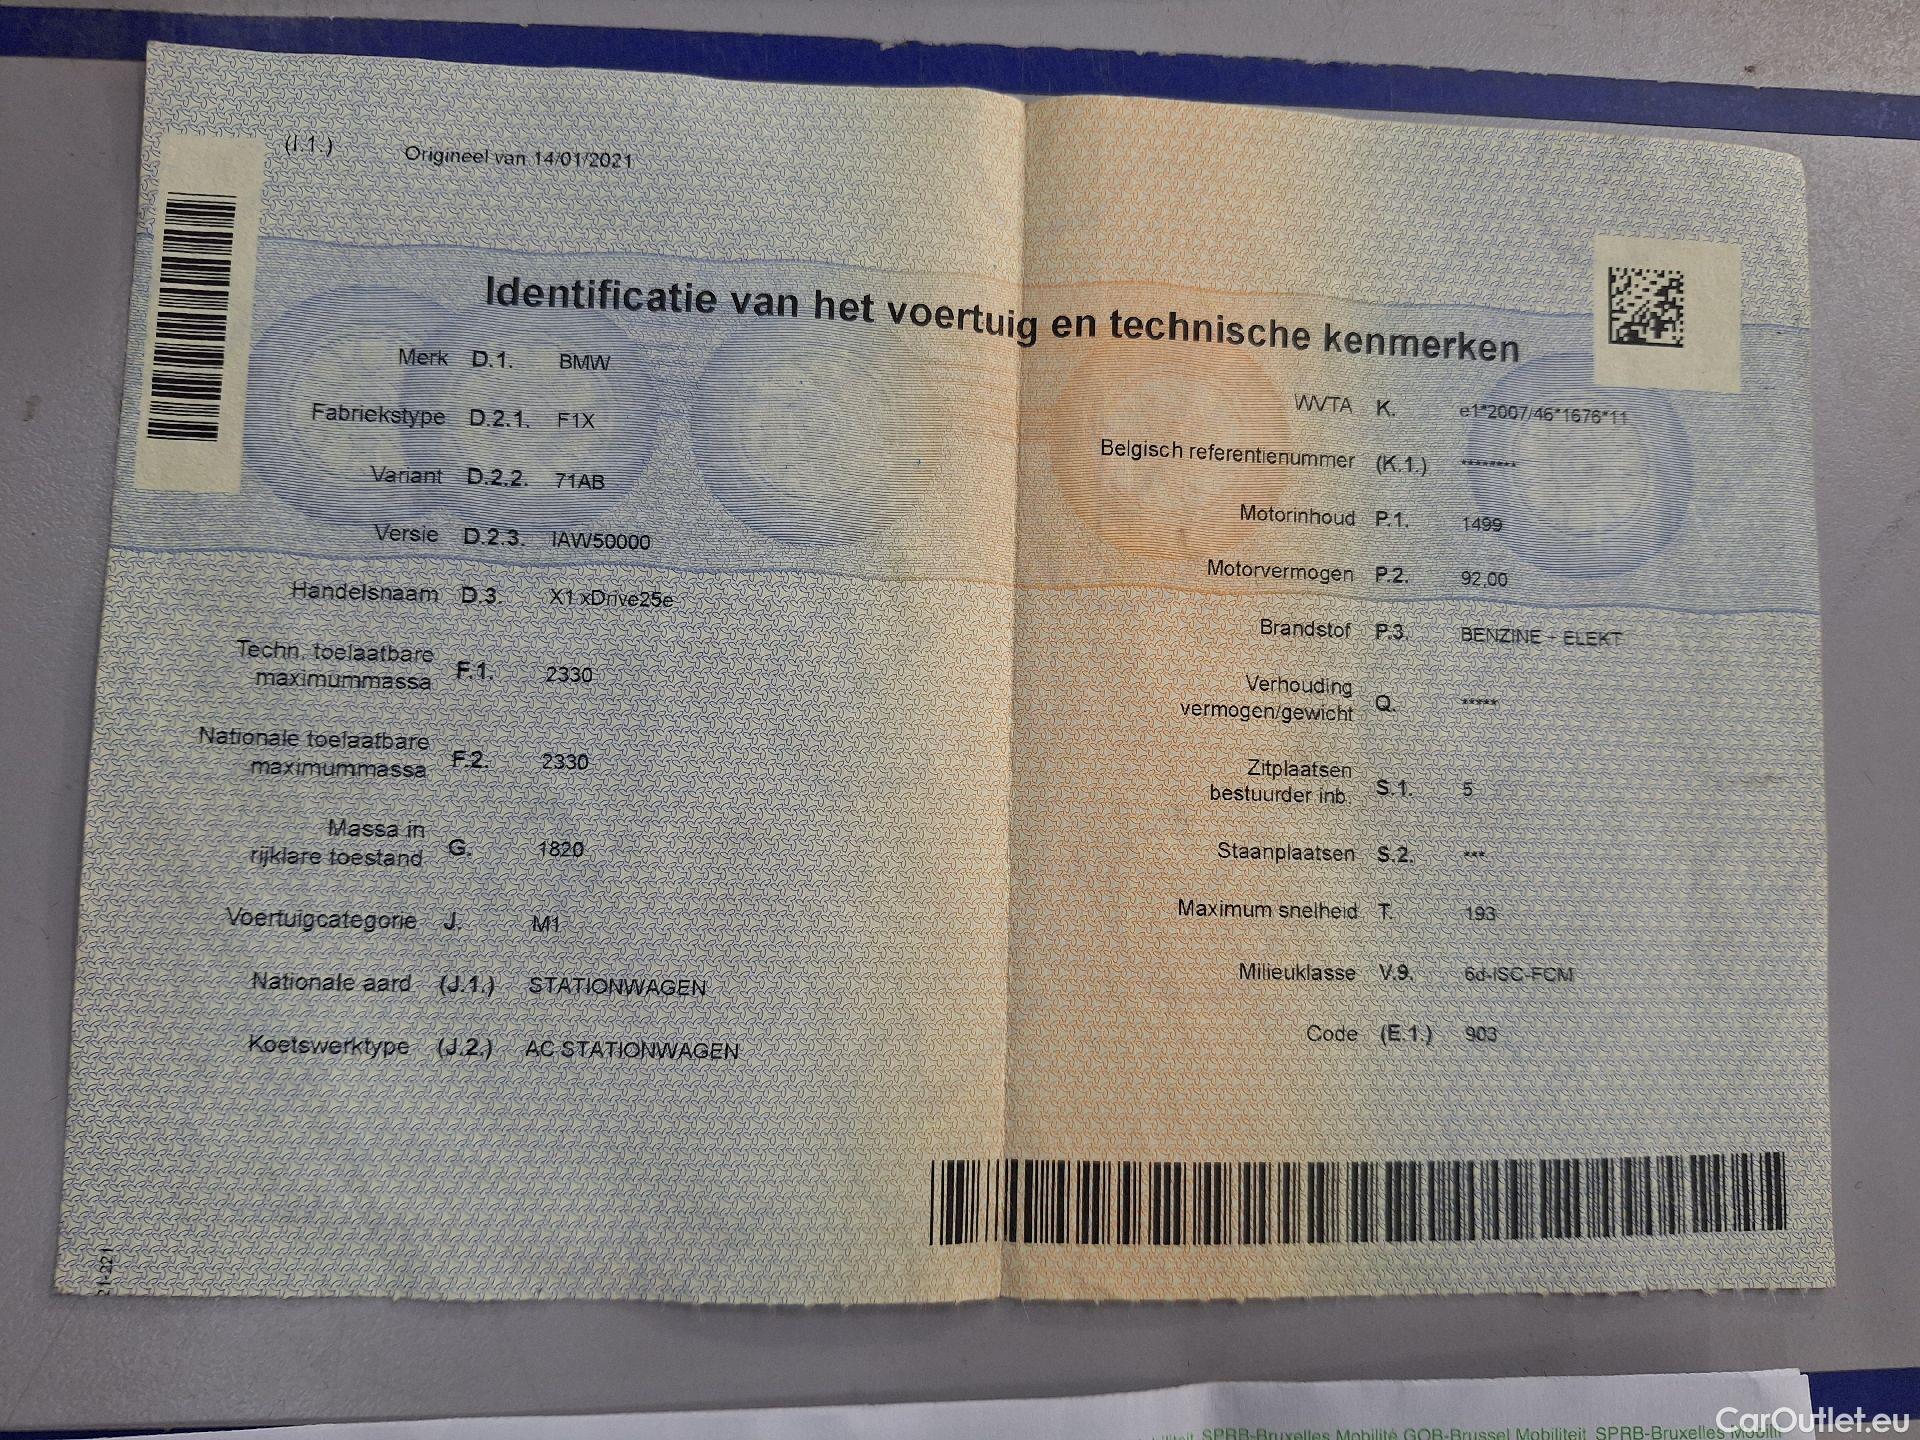 (I.1.) Origineel van 14/01/2021
Identificatie van het voertuig en technische kenmerken
Merk D.1. BMW
Fabriekstype D.2.1. F1X
Variant D.2.2. 71AB
Versie D.2.3. IAW50000
Handelsnaam D.3. X1 xDrive25e
Techn. toelaatbare
maximummassa F.1. 2330
Nationale toelaatbare
maximummassa F.2. 2330
Massa in
rijklare toestand G. 1820
Voertuigcategorie J. M1
Nationale aard (J.1.) STATIONWAGEN
Koetswerktype (J.2.) AC STATIONWAGEN
WVTA K. e1*2007/46*1676*11
Belgisch referentienummer (K.1.) ********
Motorinhoud P.1. 1499
Motorvermogen P.2. 92.00
Brandstof P.3. BENZINE - ELEKT
Verhouding
vermogen/gewicht Q. *****
Zitplaatsen
bestuurder inb. S.1. 5
Staanplaatsen S.2. ***
Maximum snelheid T. 193
Milieuklasse V.9. 6d-ISC-FCM
Code (E.1.) 903
SPRB-Bruxelles Mobilité GOB-Brussel Mobiliteit SPRB-Bruxelles
CarOutlet.eu